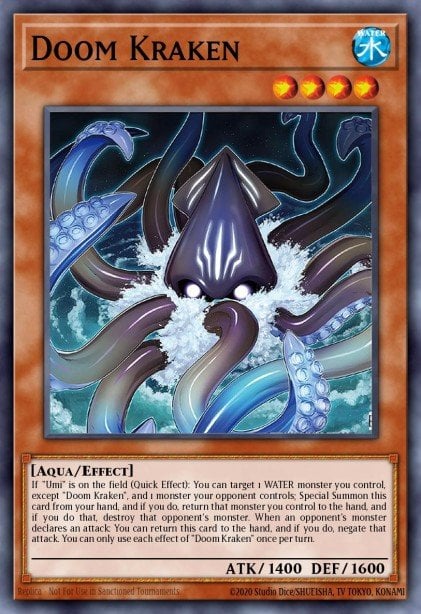 DOOM KRAKEN
WATER
水
[AQUA/EFFECT]
If "Umi" is on the field (Quick Effect): You can target 1 WATER monster you control,
except "Doom Kraken", and 1 monster your opponent controls; Special Summon this
card from your hand, and if you do, return that monster you control to the hand, and
if you do that, destroy that opponent's monster. When an opponent's monster
declares an attack: You can return this card to the hand, and if you do, negate that
attack. You can only use each effect of "Doom Kraken" once per turn.
ATK/1400 DEF/1600
Replica - Not For Use in Sanctioned Tournaments
©2020 Studio Dice/SHUEISHA, TV TOKYO, KONAMI